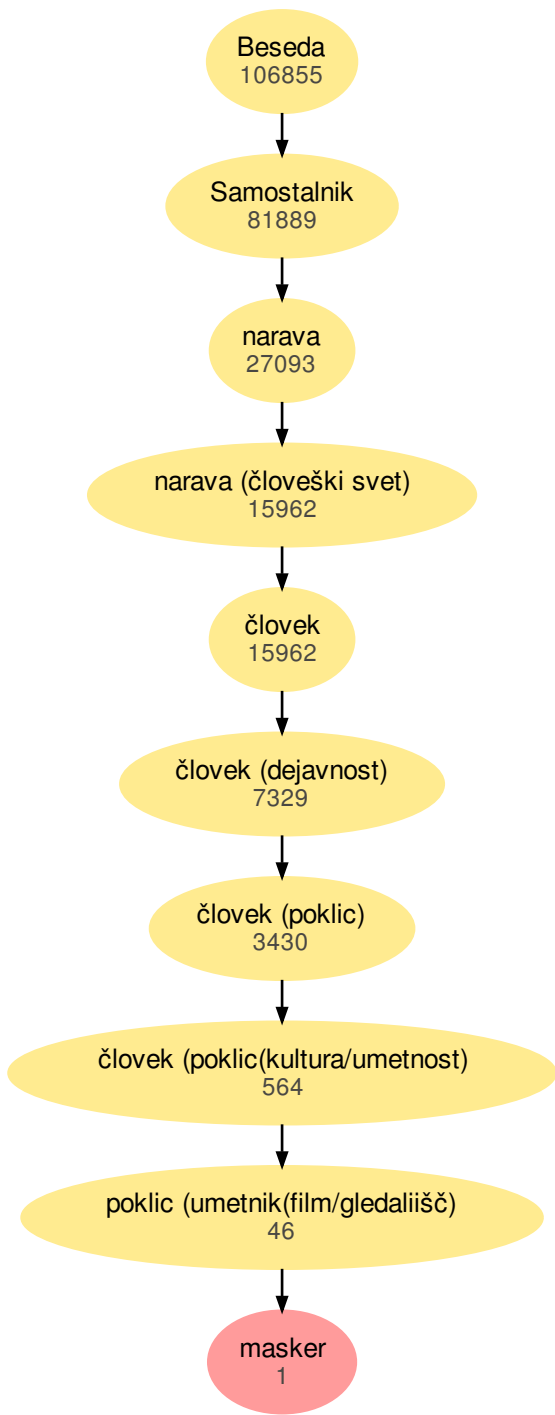 Beseda
106855
Samostalnik
81889
narava
27093
narava (človeški svet)
15962
človek
15962
človek (dejavnost)
7329
človek (poklic)
3430
človek (poklic(kultura/umetnost)
564
poklic (umetnik(film/gledaliišč)
46
masker
1